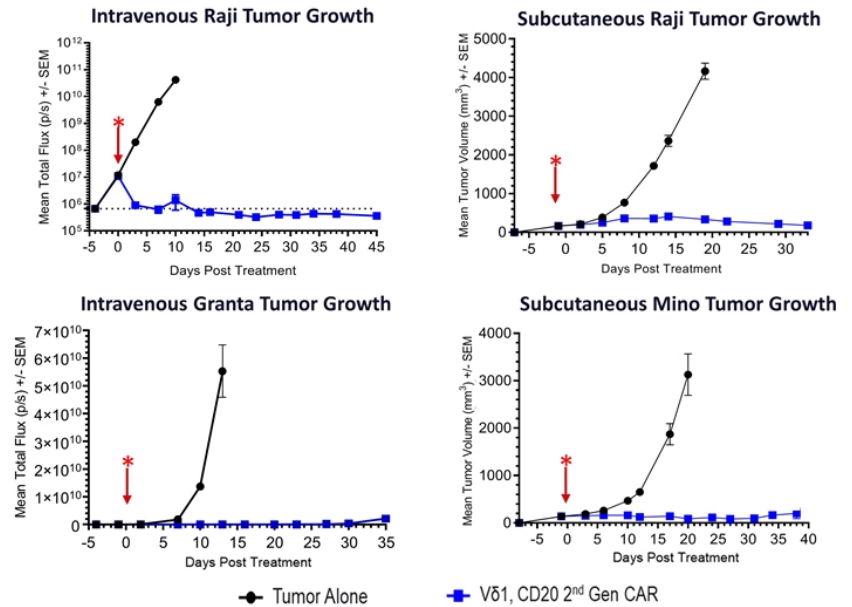 Intravenous Raji Tumor Growth
Mean Total Flux (p/s) +/- SEM
10¹²
10¹¹
10¹⁰
10⁹
10⁸
10⁷
10⁶
10⁵
*
-5 0 5 10 15 20 25 30 35 40 45
Days Post Treatment
Subcutaneous Raji Tumor Growth
Mean Tumor Volume (mm³) +/- SEM
5000
4000
3000
2000
1000
0
*
-5 0 5 10 15 20 25 30
Days Post Treatment
Intravenous Granta Tumor Growth
Mean Total Flux (p/s) +/- SEM
7×10¹⁰
6×10¹⁰
5×10¹⁰
4×10¹⁰
3×10¹⁰
2×10¹⁰
1×10¹⁰
0
*
-5 0 5 10 15 20 25 30 35
Days Post Treatment
Subcutaneous Mino Tumor Growth
Mean Tumor Volume (mm³) +/- SEM
4000
3000
2000
1000
0
*
-5 0 5 10 15 20 25 30 35 40
Days Post Treatment
Tumor Alone
Vδ1, CD20 2ⁿᵈ Gen CAR